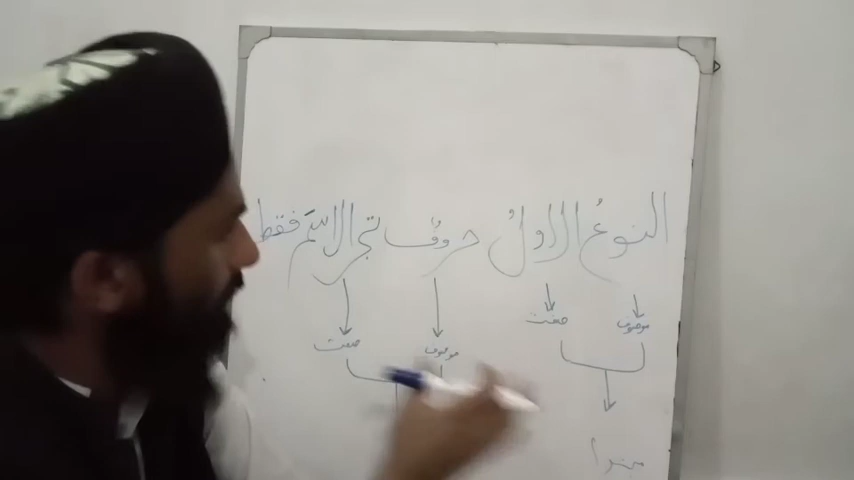 النوعُ الاولُ حروفٌ تجر الاسمَ فقط
موصوف صفت موصوف صفت
مبتدا